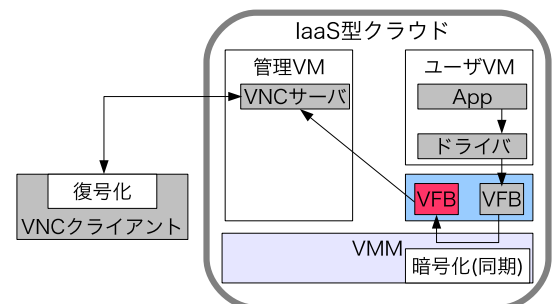 IaaS型クラウド
管理VM
VNCサーバ
ユーザVM
App
ドライバ
復号化
VNCクライアント
VFB
VFB
VMM
暗号化(同期)